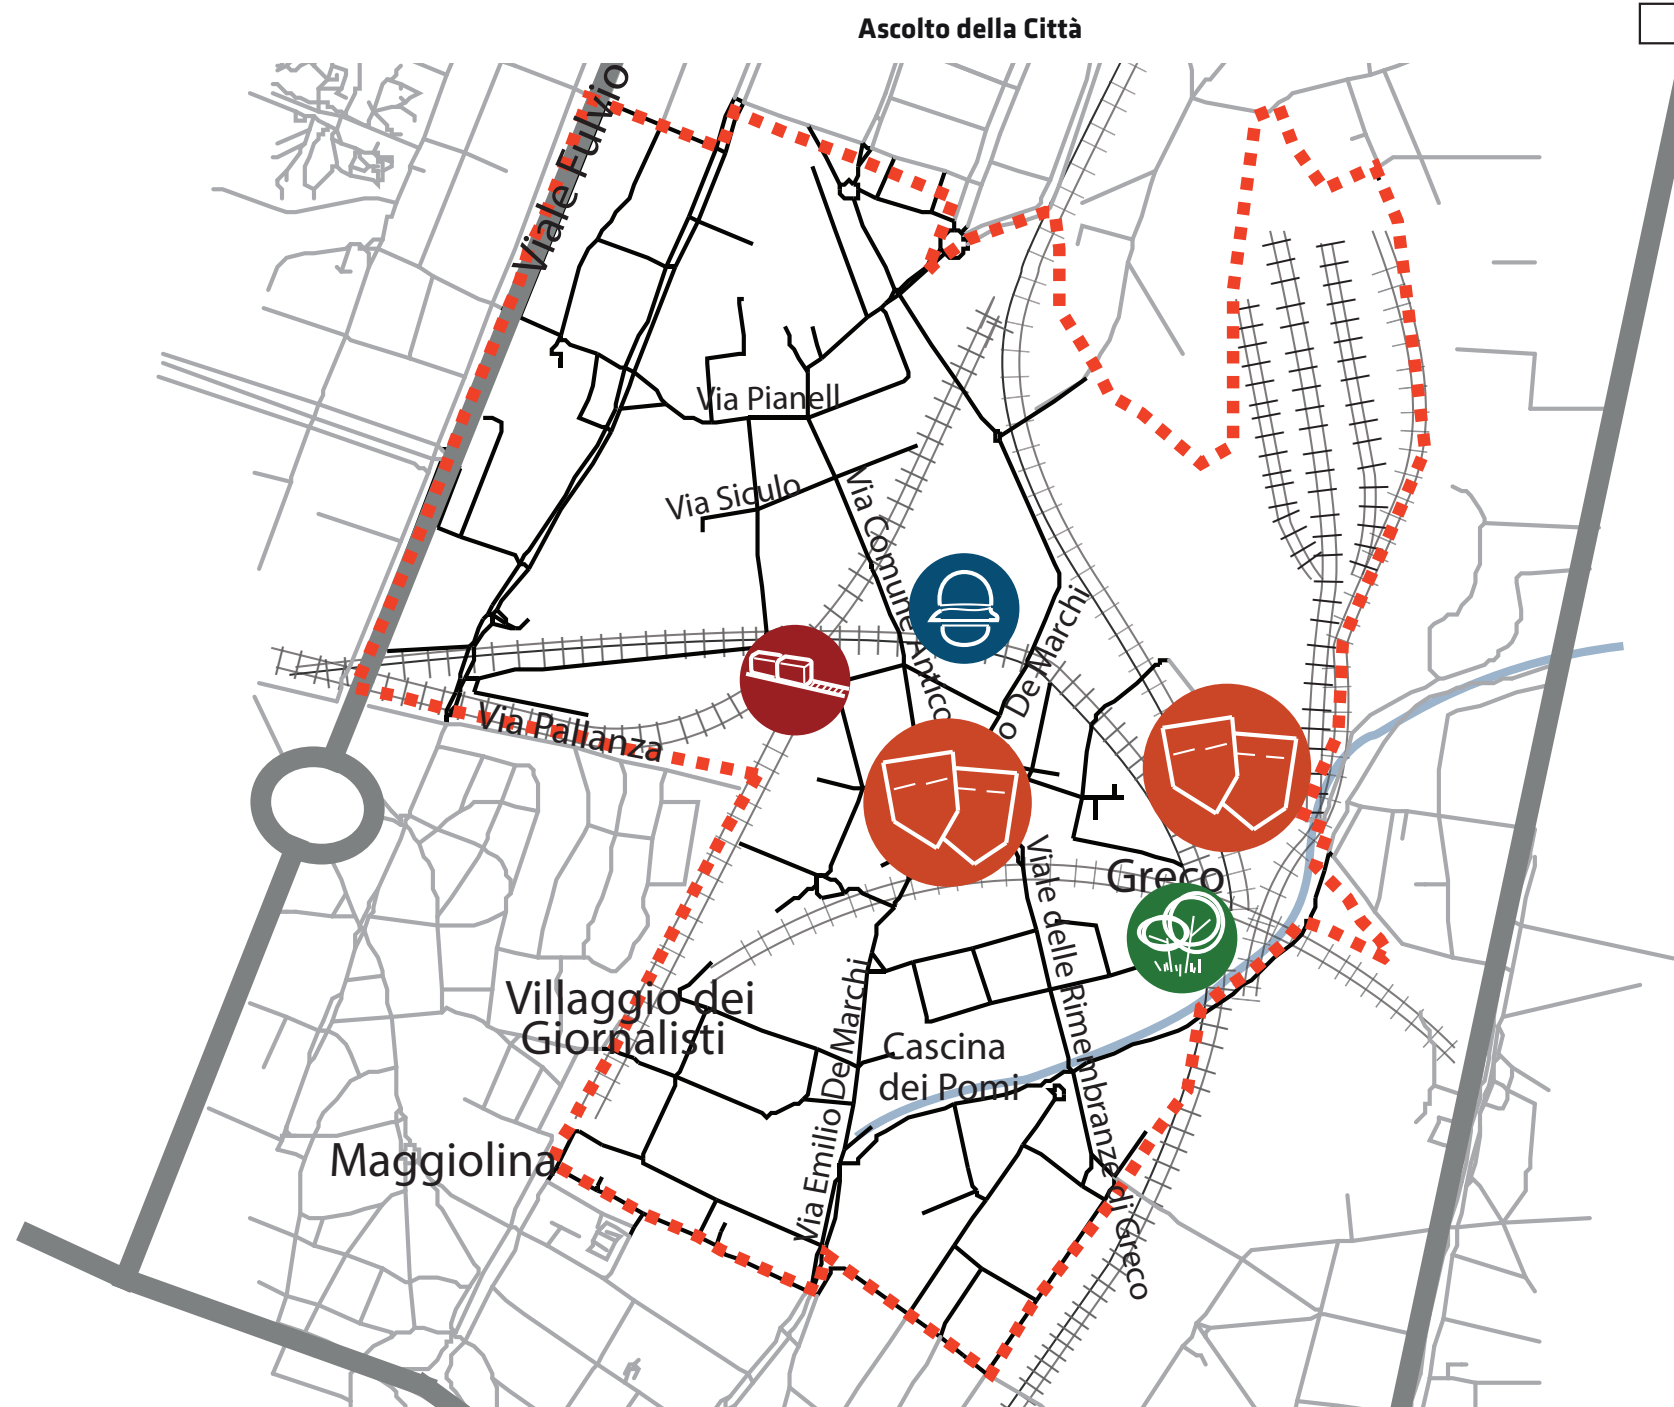 Ascolto della Città
Viale Fulvio
Via Pianell
Via Siculo
Via Comune Antico
o De Marchi
Via Pallanza
Greco
Viale delle Rimembranze di Greco
Villaggio dei
Giornalisti
Via Emilio De Marchi
Cascina
dei Pomi
Maggiolina